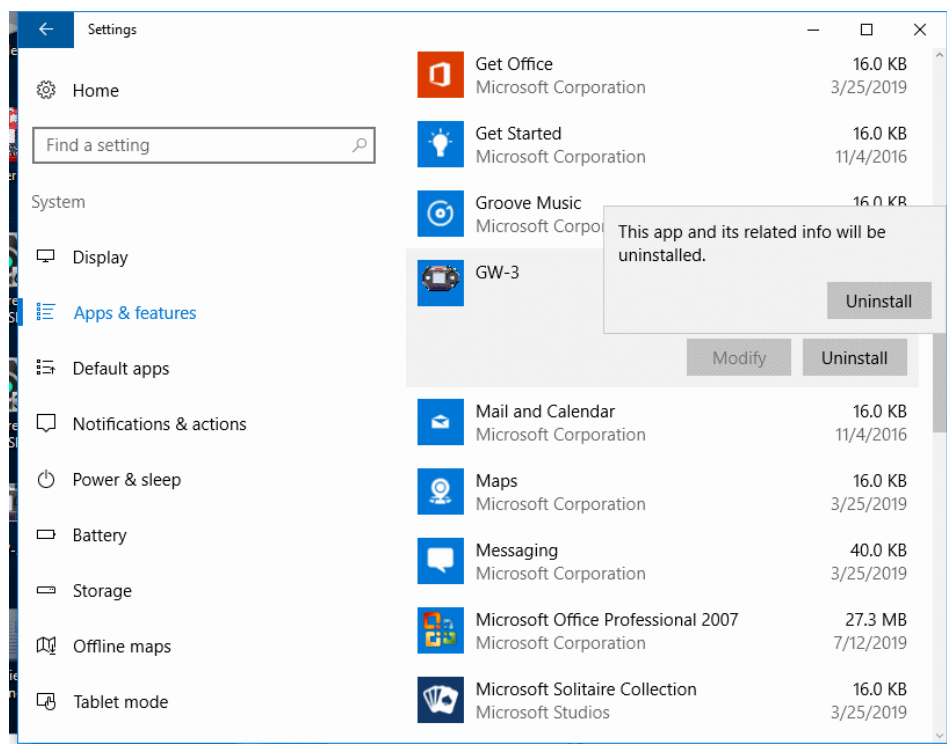 Settings
Home
Find a setting
System
Display
Apps & features
Default apps
Notifications & actions
Power & sleep
Battery
Storage
Offline maps
Tablet mode
Get Office 16.0 KB
Microsoft Corporation 3/25/2019
Get Started 16.0 KB
Microsoft Corporation 11/4/2016
Groove Music 16.0 KB
Microsoft Corpo
This app and its related info will be
uninstalled.
Uninstall
GW-3
Modify Uninstall
Mail and Calendar 16.0 KB
Microsoft Corporation 11/4/2016
Maps 16.0 KB
Microsoft Corporation 3/25/2019
Messaging 40.0 KB
Microsoft Corporation 3/25/2019
Microsoft Office Professional 2007 27.3 MB
Microsoft Corporation 7/12/2019
Microsoft Solitaire Collection 16.0 KB
Microsoft Studios 3/25/2019